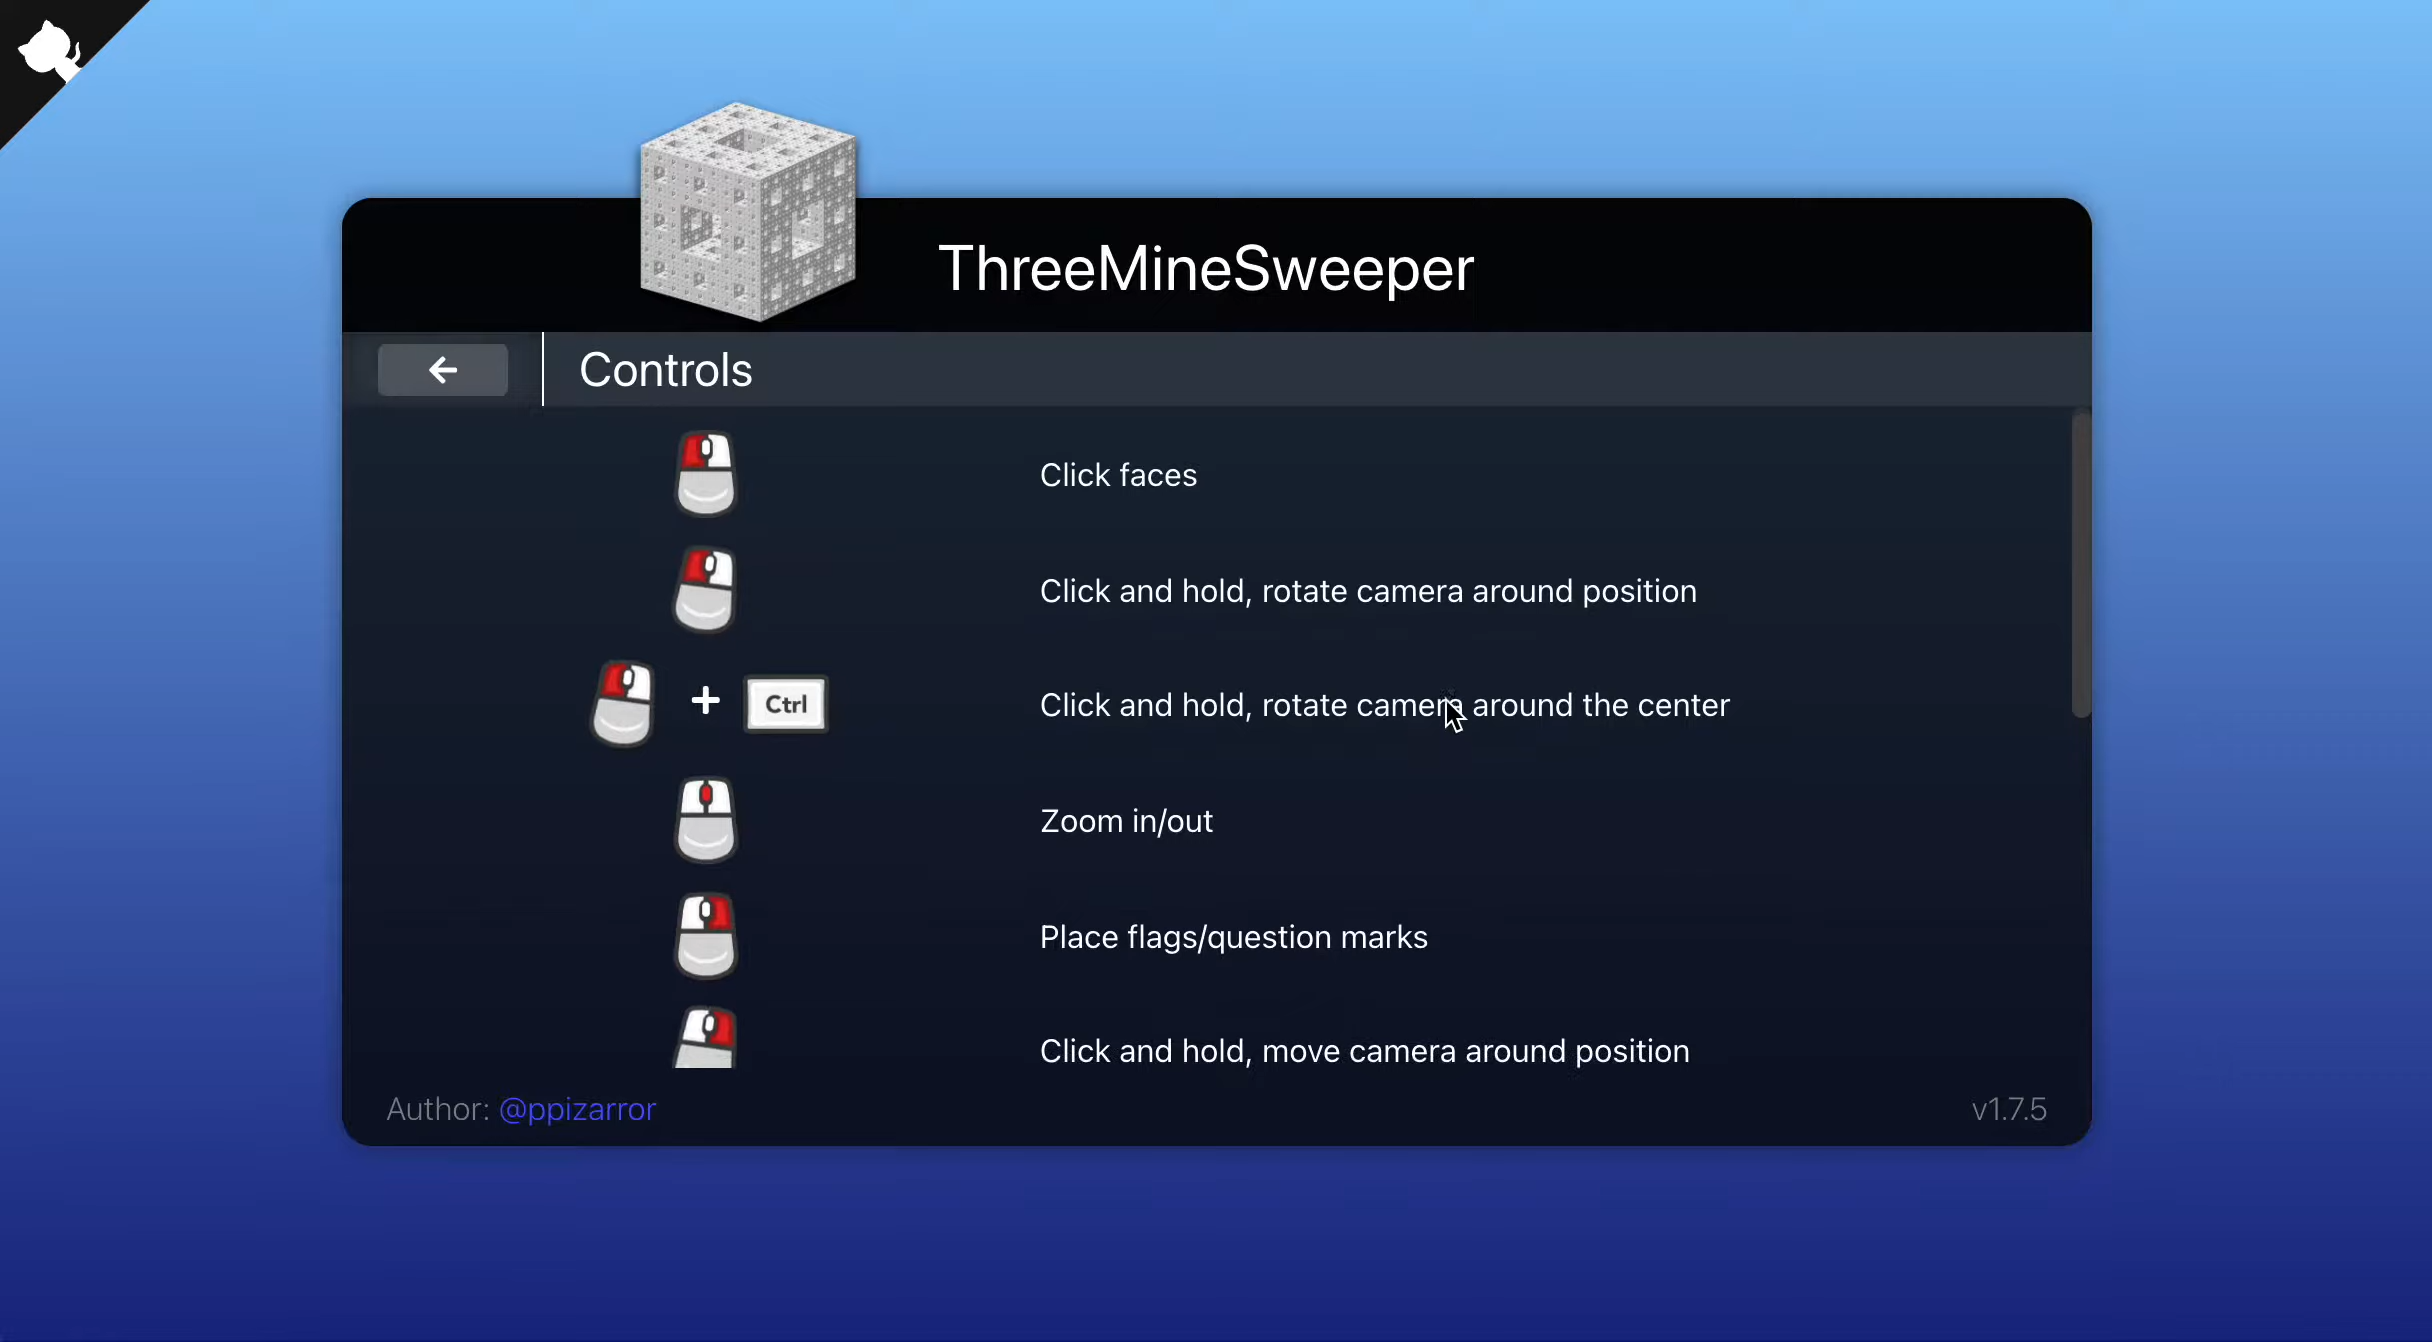 ThreeMineSweeper
Controls
Click faces
Click and hold, rotate camera around position
+ Ctrl
Click and hold, rotate camera around the center
Zoom in/out
Place flags/question marks
Click and hold, move camera around position
Author: @ppizarror
v1.7.5